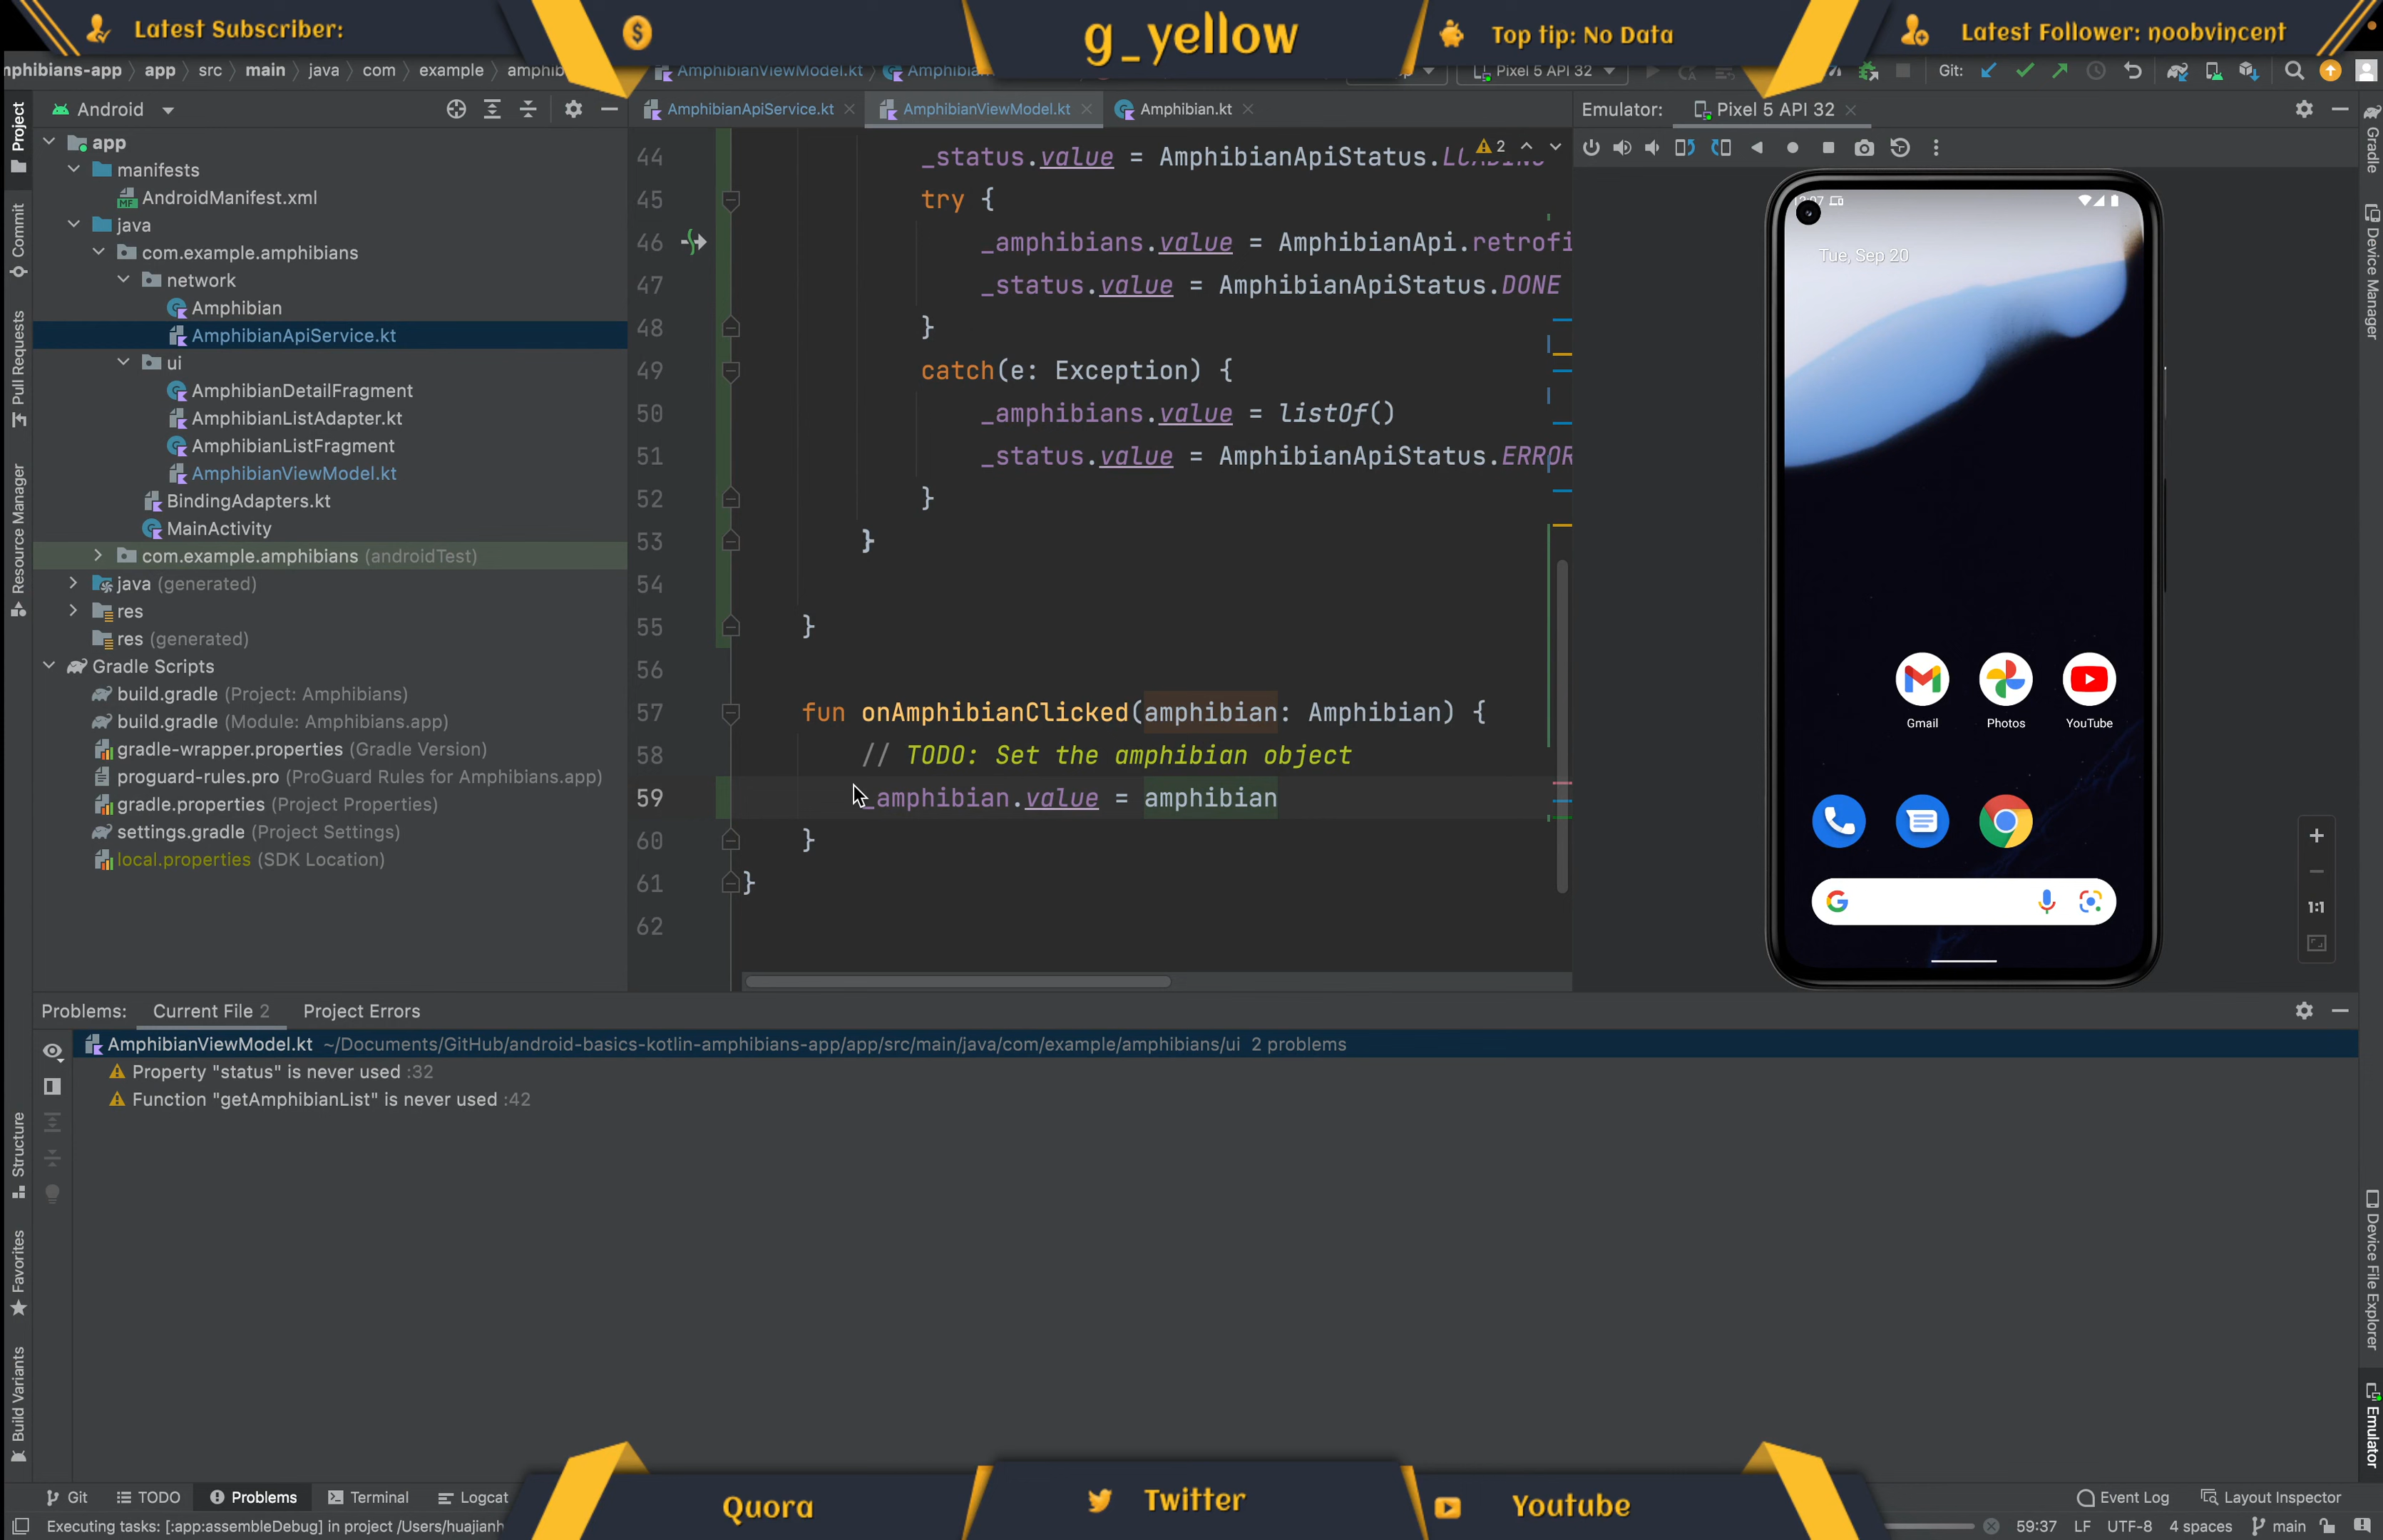 Latest Subscriber:
g_yellow
Top tip: No Data
Latest Follower: noobvincent
app
src
main
java
com
example
AmphibianViewModel.kt
Pixel 5 API 32
Git:
Android
AmphibianApiService.kt
AmphibianViewModel.kt
Amphibian.kt
Emulator:
Pixel 5 API 32
Project
Commit
Pull Requests
Resource Manager
Structure
Favorites
Build Variants
app
manifests
AndroidManifest.xml
java
com.example.amphibians
network
Amphibian
AmphibianApiService.kt
ui
AmphibianDetailFragment
AmphibianListAdapter.kt
AmphibianListFragment
AmphibianViewModel.kt
BindingAdapters.kt
MainActivity
com.example.amphibians (androidTest)
java (generated)
res
res (generated)
Gradle Scripts
build.gradle (Project: Amphibians)
build.gradle (Module: Amphibians.app)
gradle-wrapper.properties (Gradle Version)
proguard-rules.pro (ProGuard Rules for Amphibians.app)
gradle.properties (Project Properties)
settings.gradle (Project Settings)
local.properties (SDK Location)
2
44 _status.value = AmphibianApiStatus.LOADING
45 try {
46 _amphibians.value = AmphibianApi.retrofi
47 _status.value = AmphibianApiStatus.DONE
48 }
49 catch(e: Exception) {
50 _amphibians.value = listOf()
51 _status.value = AmphibianApiStatus.ERROR
52 }
53 }
54
55 }
56
57 fun onAmphibianClicked(amphibian: Amphibian) {
58 // TODO: Set the amphibian object
59 _amphibian.value = amphibian
60 }
61 }
62
Tue, Sep 20
Gmail
Photos
YouTube
1:1
Gradle
Device Manager
Device File Explorer
Emulator
Problems: Current File 2 Project Errors
AmphibianViewModel.kt ~/Documents/GitHub/android-basics-kotlin-amphibians-app/app/src/main/java/com/example/amphibians/ui 2 problems
Property "status" is never used :32
Function "getAmphibianList" is never used :42
Git
TODO
Problems
Terminal
Logcat
Quora
Twitter
Youtube
Event Log
Layout Inspector
Executing tasks: [:app:assembleDebug] in project /Users/huajianh
59:37
LF
UTF-8
4 spaces
main